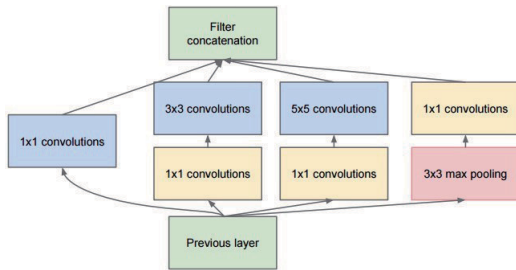 Filter
concatenation
3x3 convolutions
5x5 convolutions
1x1 convolutions
1x1 convolutions
1x1 convolutions
1x1 convolutions
3x3 max pooling
Previous layer